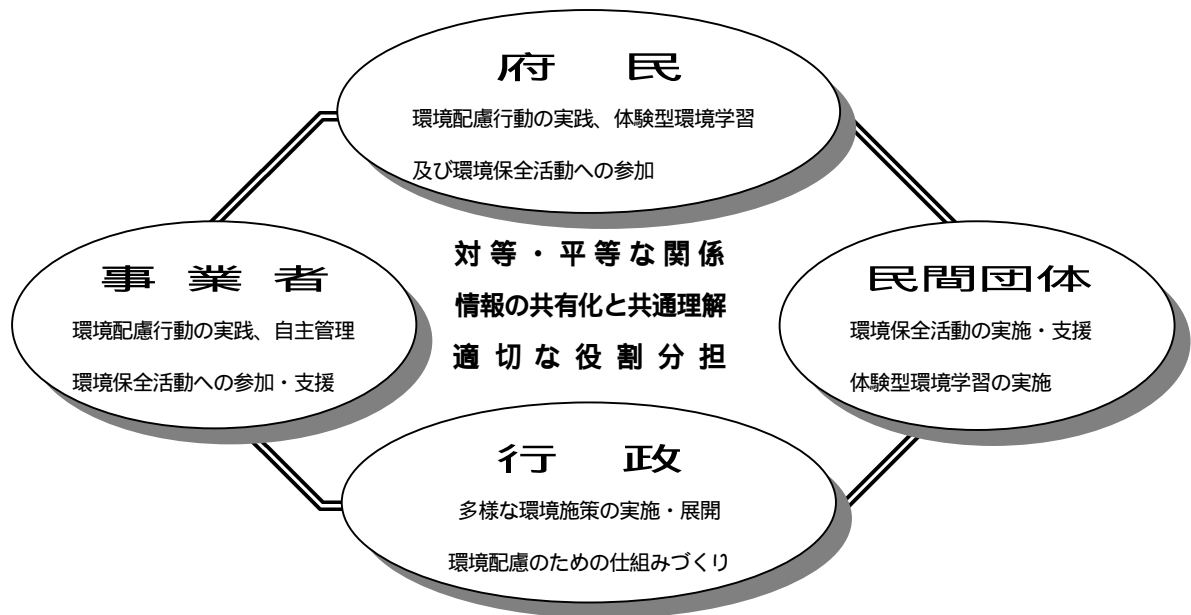 府 民
環境配慮行動の実践、体験型環境学習
及び環境保全活動への参加
対等・平等な関係
情報の共有化と共通理解
適切な役割分担
事業者
環境配慮行動の実践、自主管理
環境保全活動への参加・支援
民間団体
環境保全活動の実施・支援
体験型環境学習の実施
行 政
多様な環境施策の実施・展開
環境配慮のための仕組みづくり